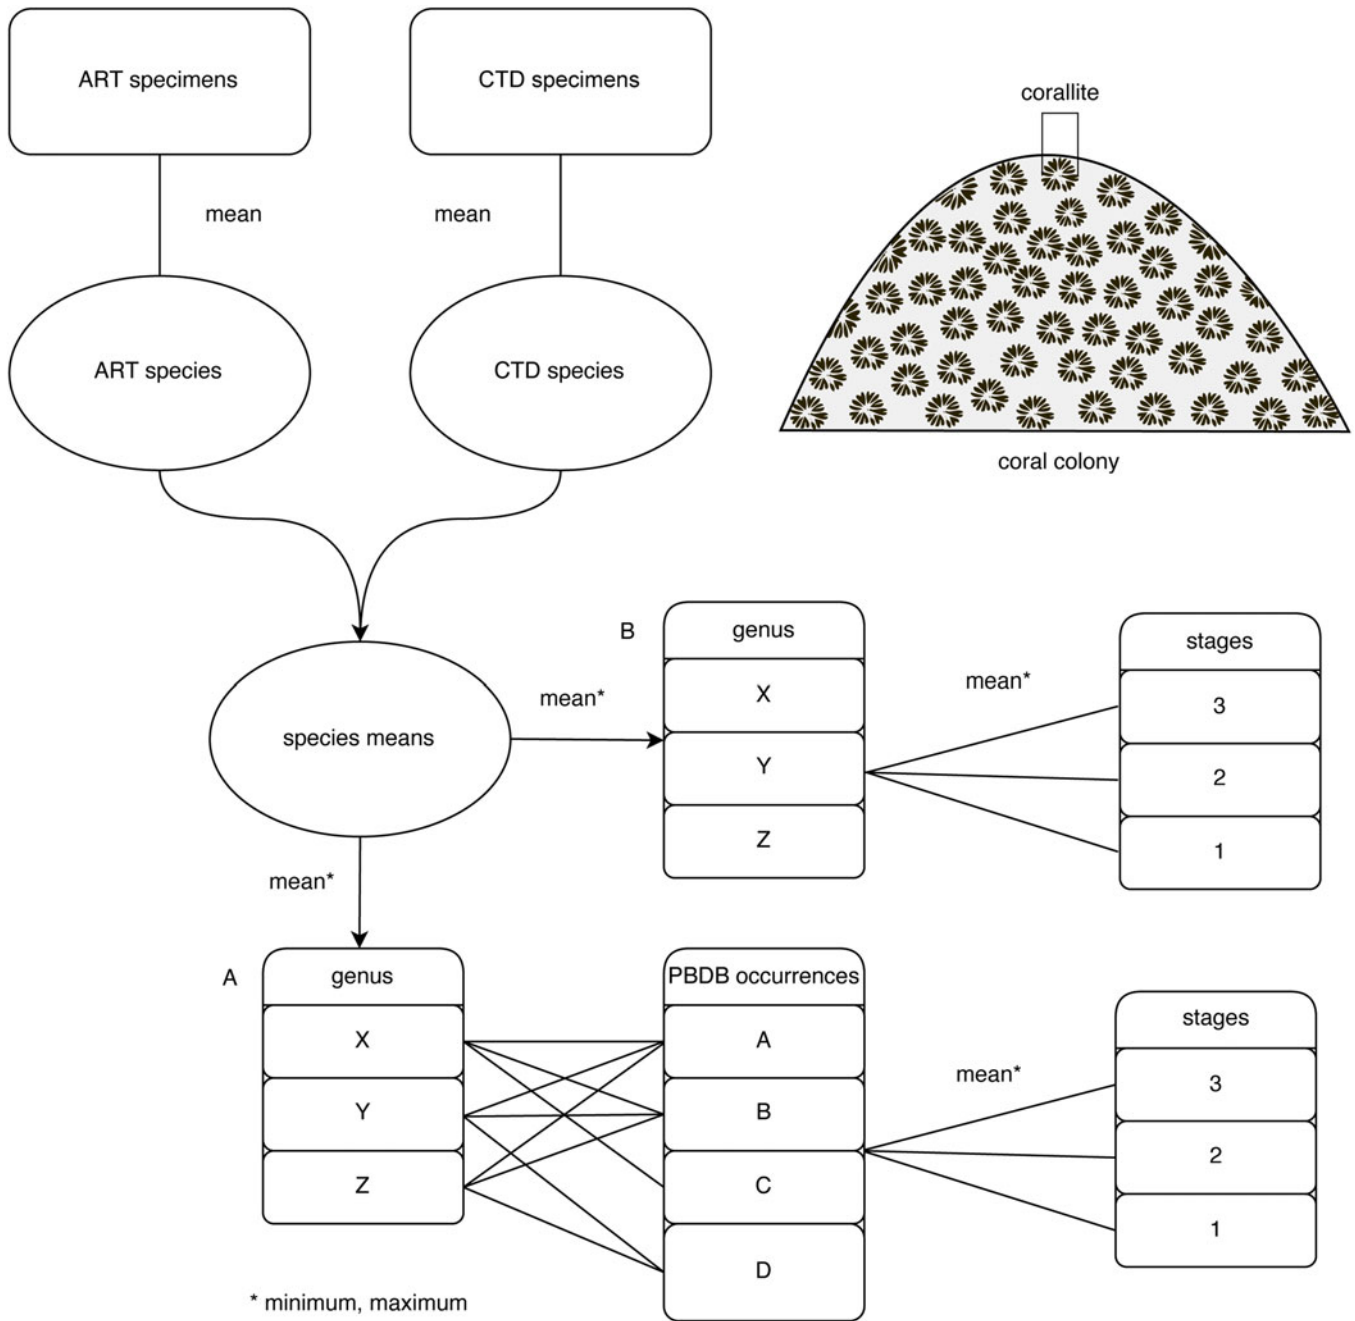 ART specimens
CTD specimens
corallite
mean
mean
ART species
CTD species
coral colony
species means
mean*
B
genus
X
Y
Z
mean*
stages
3
2
1
mean*
A
genus
X
Y
Z
PBDB occurrences
A
B
C
D
mean*
stages
3
2
1
* minimum, maximum